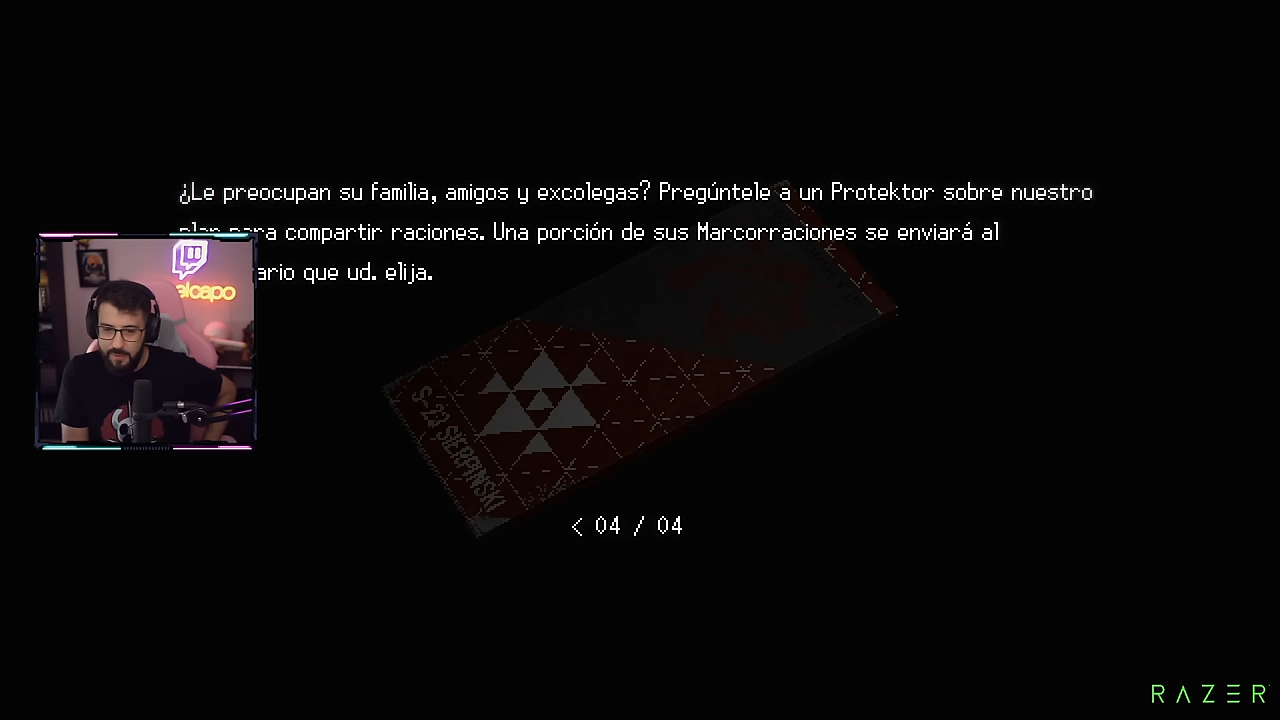 ¿Le preocupan su familia, amigos y excolegas? Pregúntele a un Protektor sobre nuestro
plan para compartir raciones. Una porción de sus Marcorraciones se enviará al
que ud. elija.
elcapo
S-23 SIERPINSKI
< 04 / 04
RAZER